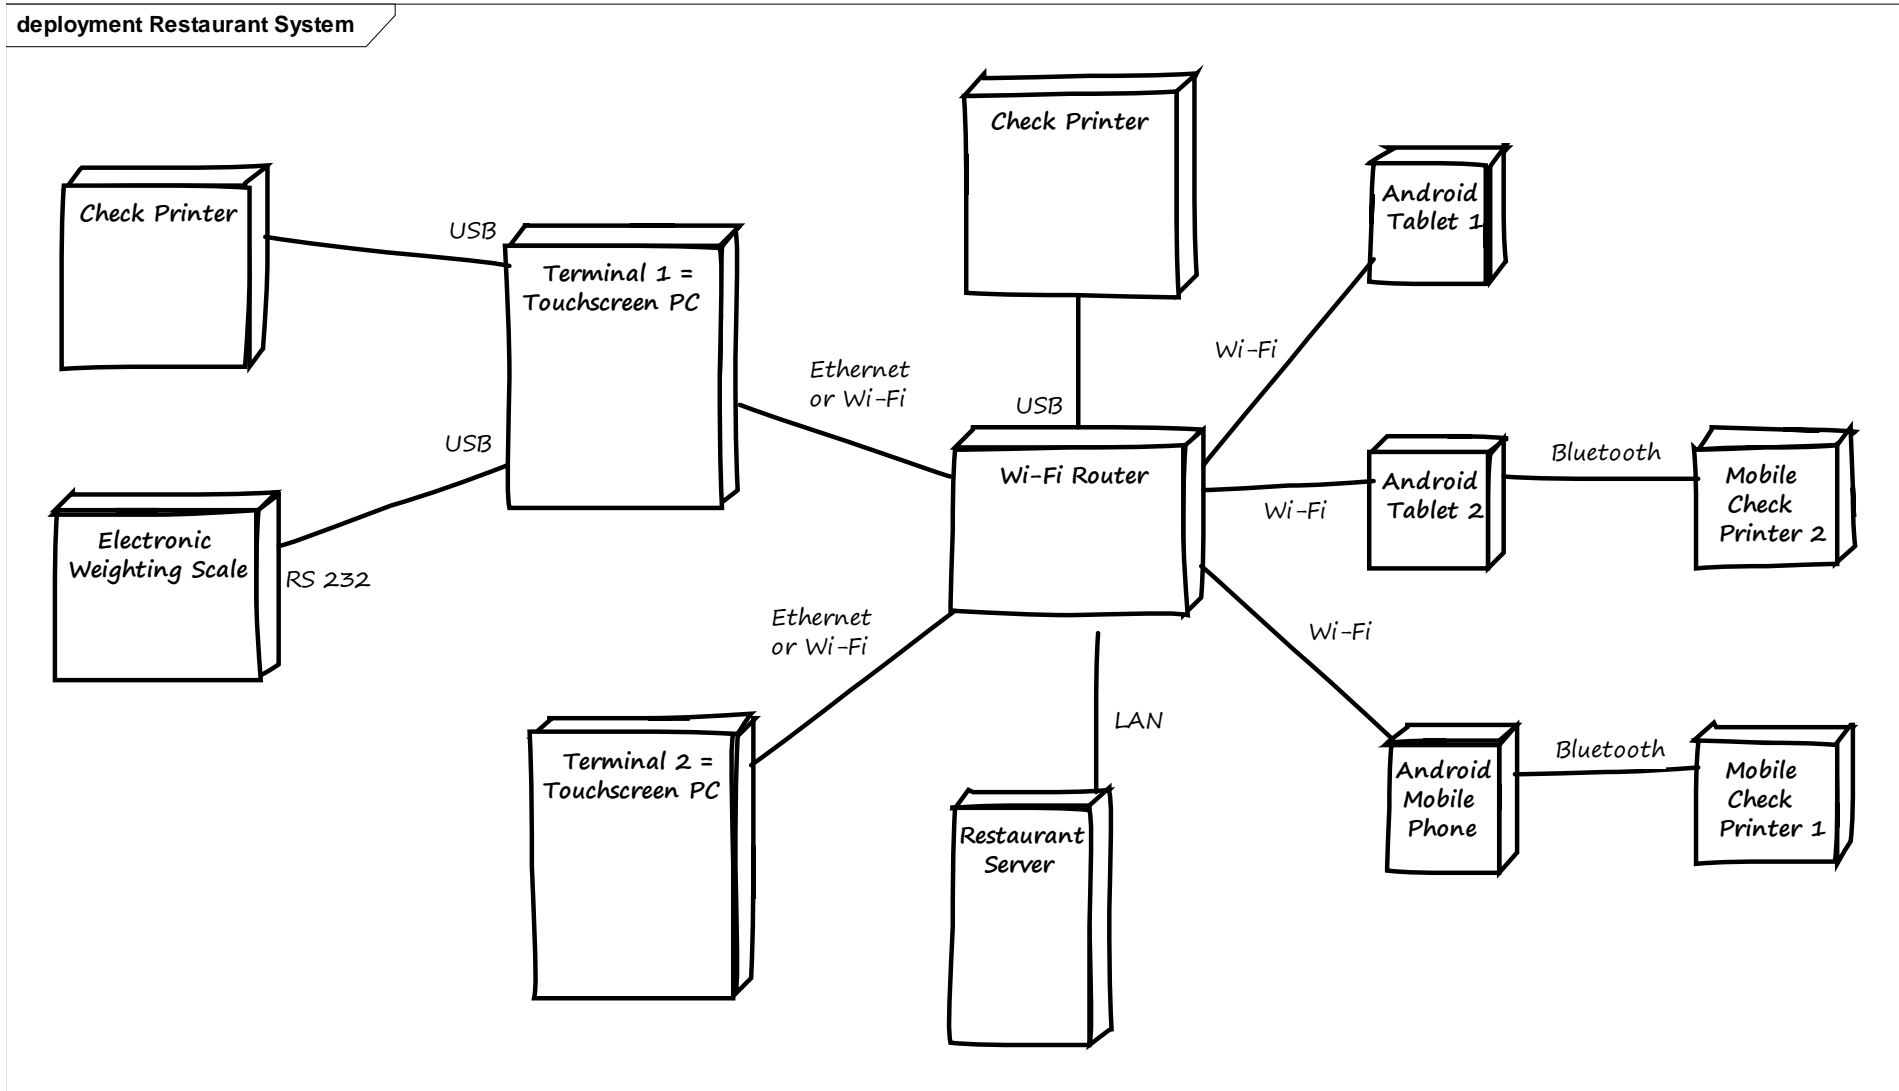 deployment Restaurant System
Check Printer
Check Printer
Android
Tablet 1
USB
Terminal 1 =
Touchscreen PC
Ethernet
or Wi-Fi
Wi-Fi
USB
USB
Wi-Fi Router
Wi-Fi
Android
Tablet 2
Bluetooth
Mobile
Check
Printer 2
Electronic
Weighting Scale
RS 232
Ethernet
or Wi-Fi
Wi-Fi
LAN
Terminal 2 =
Touchscreen PC
Restaurant
Server
Android
Mobile
Phone
Bluetooth
Mobile
Check
Printer 1